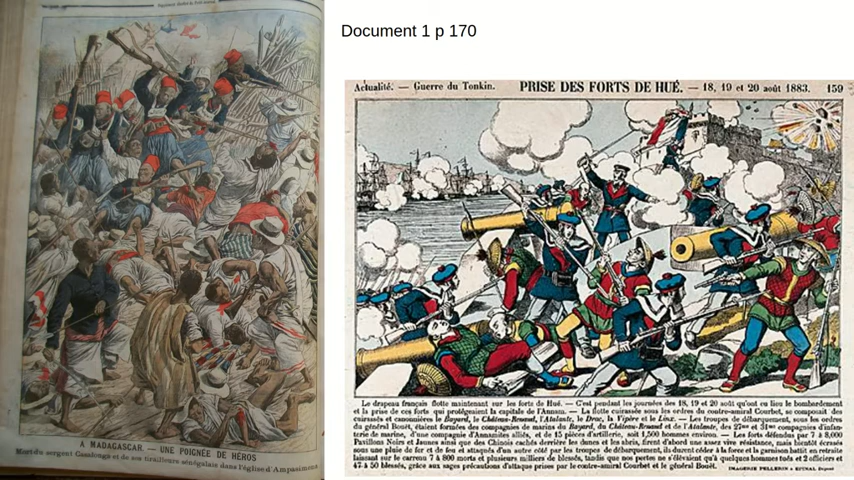 Document 1 p 170
A MADAGASCAR. — UNE POIGNÉE DE HÉROS
Mort du sergent Casalonga et de ses tirailleurs sénégalais dans l'église d'Ampasimena
Actualité. — Guerre du Tonkin. PRISE DES FORTS DE HUÉ. — 18, 19 et 20 août 1883. 159
Le drapeau français flotte maintenant sur les forts de Hué. — C'est pendant les journées des 18, 19 et 20 août qu'ont eu lieu le bombardement
et la prise de ces forts qui protégeaient la capitale de l'Annam. — La flotte cuirassée sous les ordres du contre-amiral Courbet, se composait des
cuirassés et canonnières le Bayard, le Château-Renaud, l'Atalante, le Drac, la Vipère et le Linx. — Les troupes de débarquement, sous les ordres
du général Bouët, étaient formées des compagnies de marins du Bayard, du Château-Renaud et de l'Atalante, des 27mes et 31mes compagnies d'infan-
terie de marine, d'une compagnie d'Annamites alliés, et de 15 pièces d'artillerie, soit 1,500 hommes environ. — Les forts défendus par 7 à 8,000
Pavillons Noirs et Jaunes ainsi que des Chinois cachés derrière les dunes et les abris, firent d'abord une assez vive résistance, mais bientôt écrasés
sous une pluie de fer et de feu et attaqués d'un autre côté par les troupes de débarquement, ils durent céder à la force et la garnison battit en retraite
laissant sur le carreau 7 à 800 morts et plusieurs milliers de blessés, tandis que nos pertes ne s'élevaient qu'à quelques hommes tués et 2 officiers et
47 à 50 blessés, grâce aux sages précautions d'attaque prises par le contre-amiral Courbet et le général Bouët. IMAGERIE PELLERIN à EPINAL